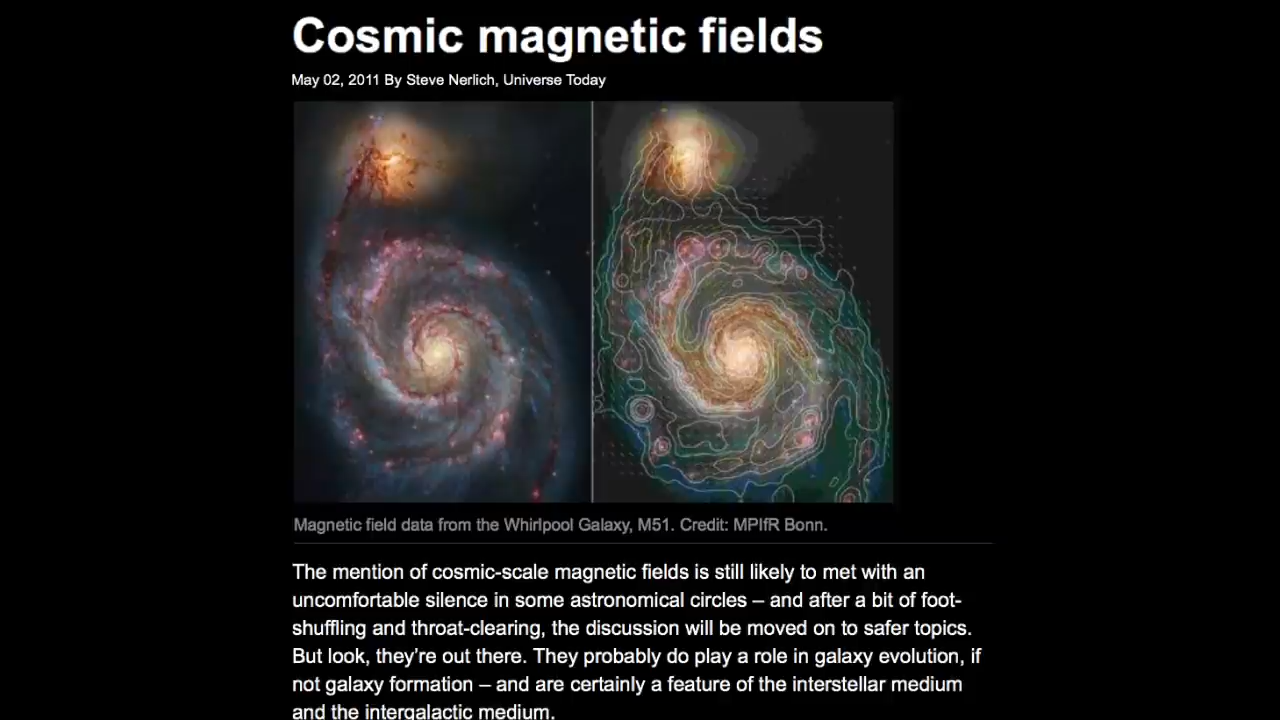 Cosmic magnetic fields
May 02, 2011 By Steve Nerlich, Universe Today
Magnetic field data from the Whirlpool Galaxy, M51. Credit: MPIfR Bonn.
The mention of cosmic-scale magnetic fields is still likely to met with an
uncomfortable silence in some astronomical circles – and after a bit of foot-
shuffling and throat-clearing, the discussion will be moved on to safer topics.
But look, they’re out there. They probably do play a role in galaxy evolution, if
not galaxy formation – and are certainly a feature of the interstellar medium
and the intergalactic medium.